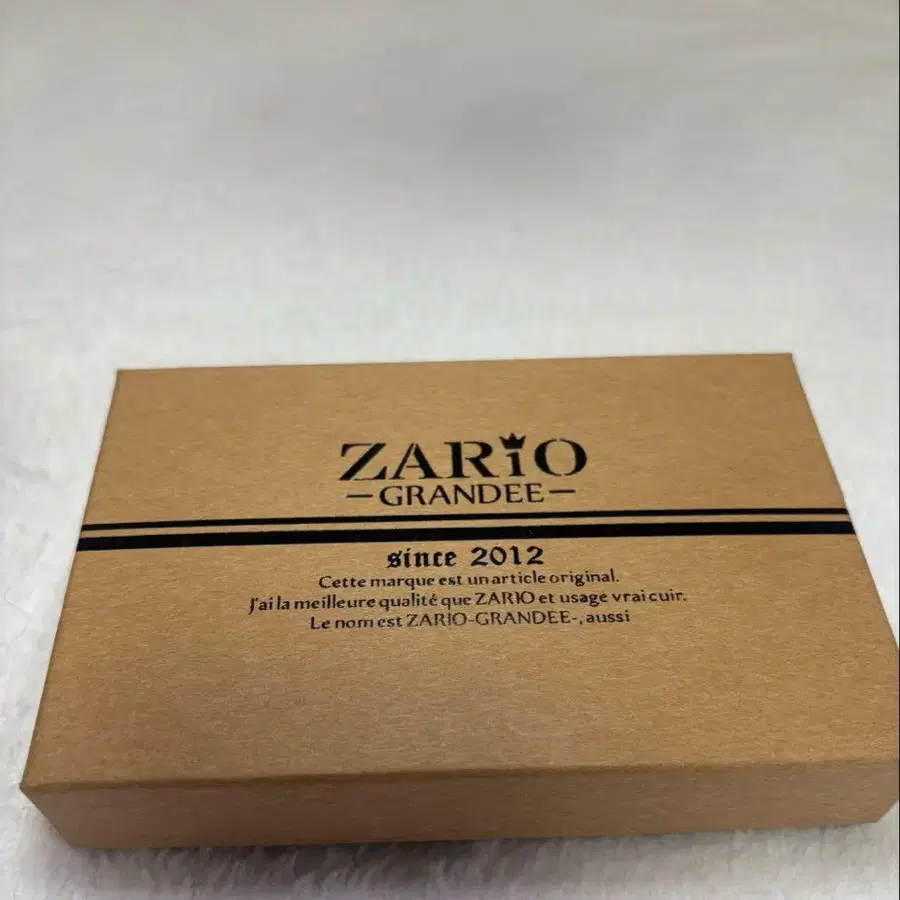 ZARiO
-GRANDEE-
since 2012
Cette marque est un article original.
J'ai la meilleure qualité que ZARIO et usage vrai cuir.
Le nom est ZARIO-GRANDEE-, aussi